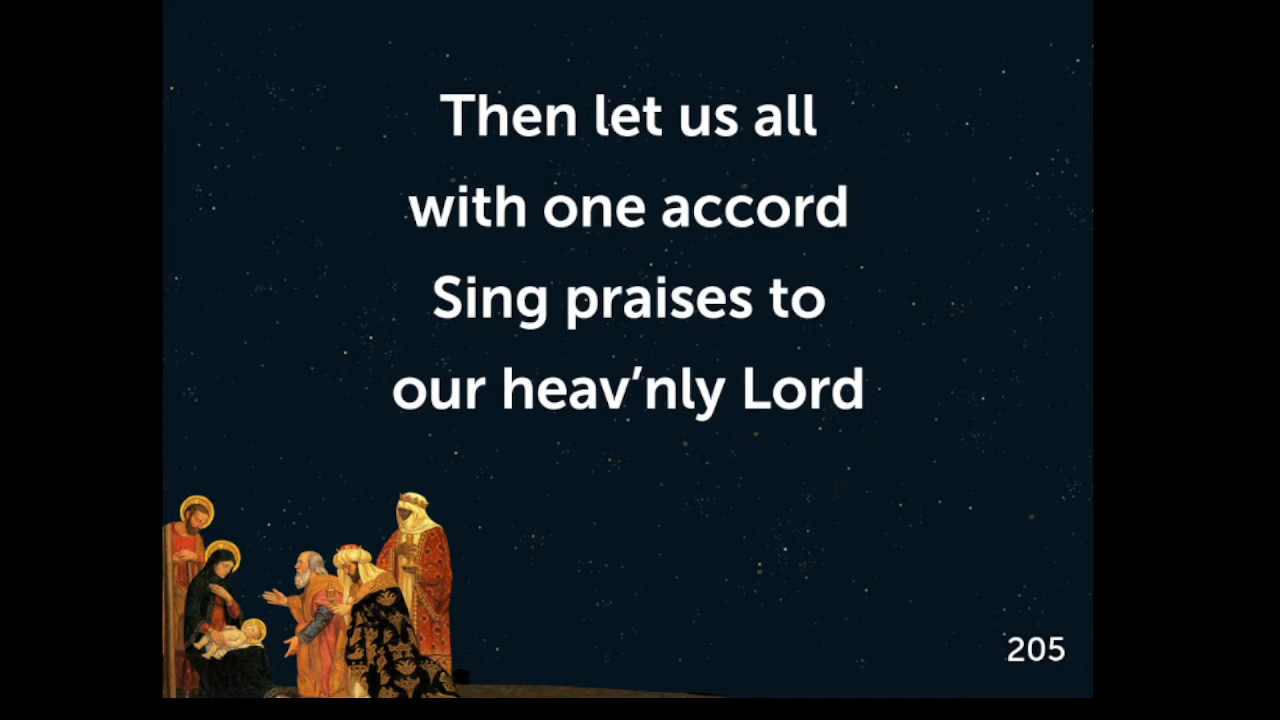 Then let us all
with one accord
Sing praises to
our heav’nly Lord
205